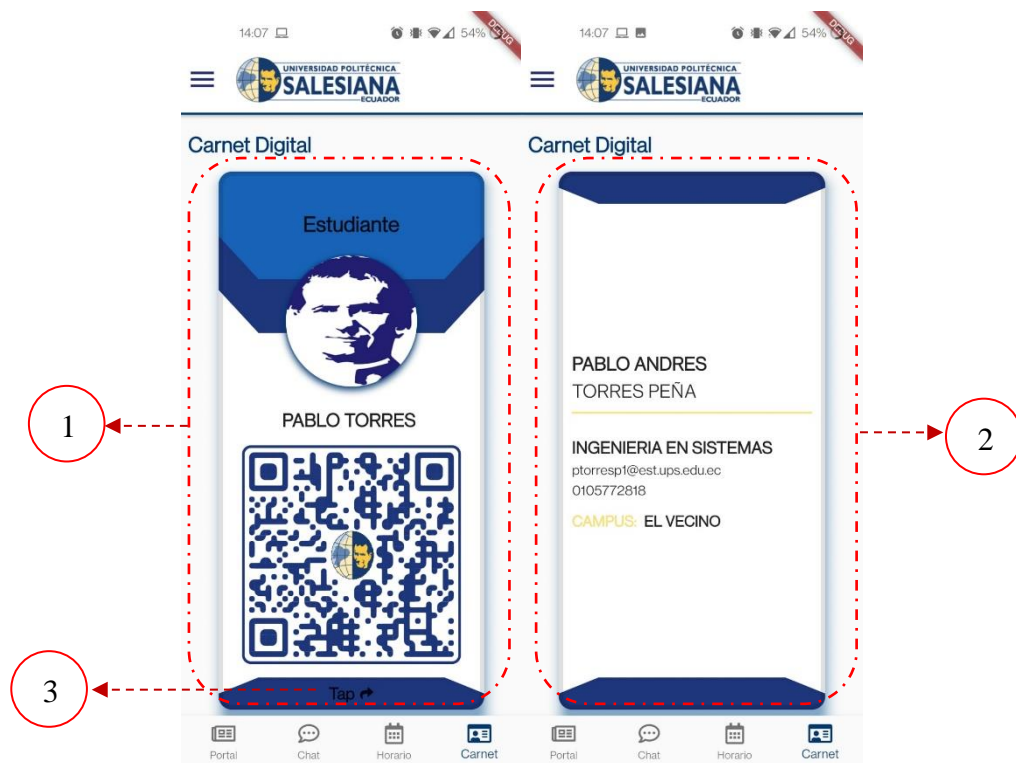 14:07
54%
DEBUG
UNIVERSIDAD POLITÉCNICA
SALESIANA
ECUADOR
Carnet Digital
Estudiante
PABLO TORRES
Tap
Portal
Chat
Horario
Carnet
14:07
54%
DEBUG
UNIVERSIDAD POLITÉCNICA
SALESIANA
ECUADOR
Carnet Digital
PABLO ANDRES
TORRES PEÑA
INGENIERIA EN SISTEMAS
ptorresp1@est.ups.edu.ec
0105772818
CAMPUS: EL VECINO
Portal
Chat
Horario
Carnet
1
2
3